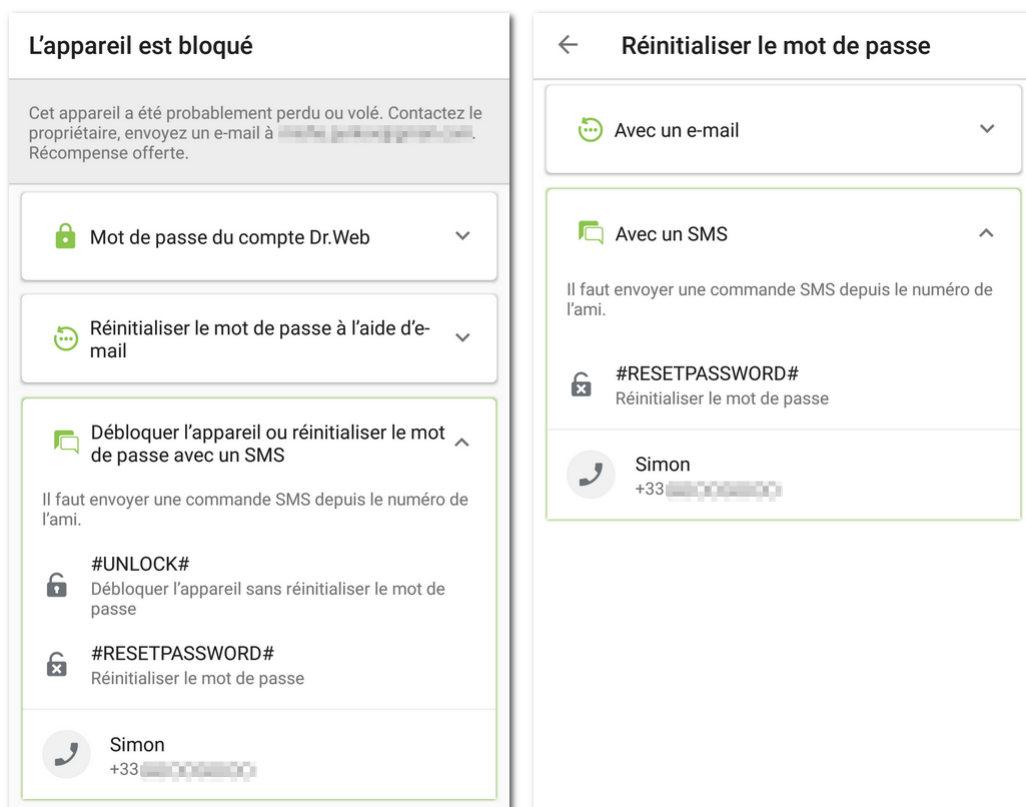 L'appareil est bloqué
Cet appareil a été probablement perdu ou volé. Contactez le
propriétaire, envoyez un e-mail à
Récompense offerte.
Mot de passe du compte Dr.Web
Réinitialiser le mot de passe à l'aide d'e-
mail
Débloquer l'appareil ou réinitialiser le mot
de passe avec un SMS
Il faut envoyer une commande SMS depuis le numéro de
l'ami.
#UNLOCK#
Débloquer l'appareil sans réinitialiser le mot de
passe
#RESETPASSWORD#
Réinitialiser le mot de passe
Simon
+33
Réinitialiser le mot de passe
Avec un e-mail
Avec un SMS
Il faut envoyer une commande SMS depuis le numéro de
l'ami.
#RESETPASSWORD#
Réinitialiser le mot de passe
Simon
+33